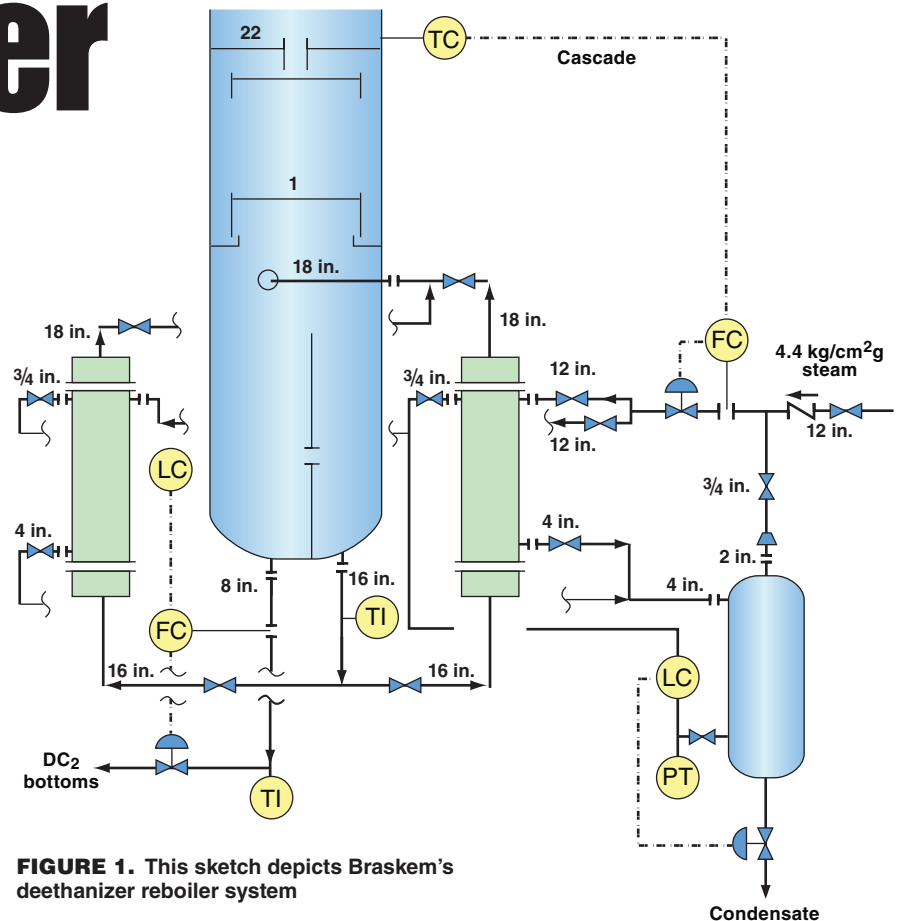 er
22
TC
Cascade
1
18 in.
FC
4.4 kg/cm2g
steam
18 in.
18 in.
3/4 in.
3/4 in.
12 in.
12 in.
12 in.
LC
3/4 in.
4 in.
4 in.
2 in.
8 in.
16 in.
4 in.
TI
FC
16 in.
16 in.
LC
DC2
bottoms
PT
TI
FIGURE 1. This sketch depicts Braskem's
deethanizer reboiler system
Condensate